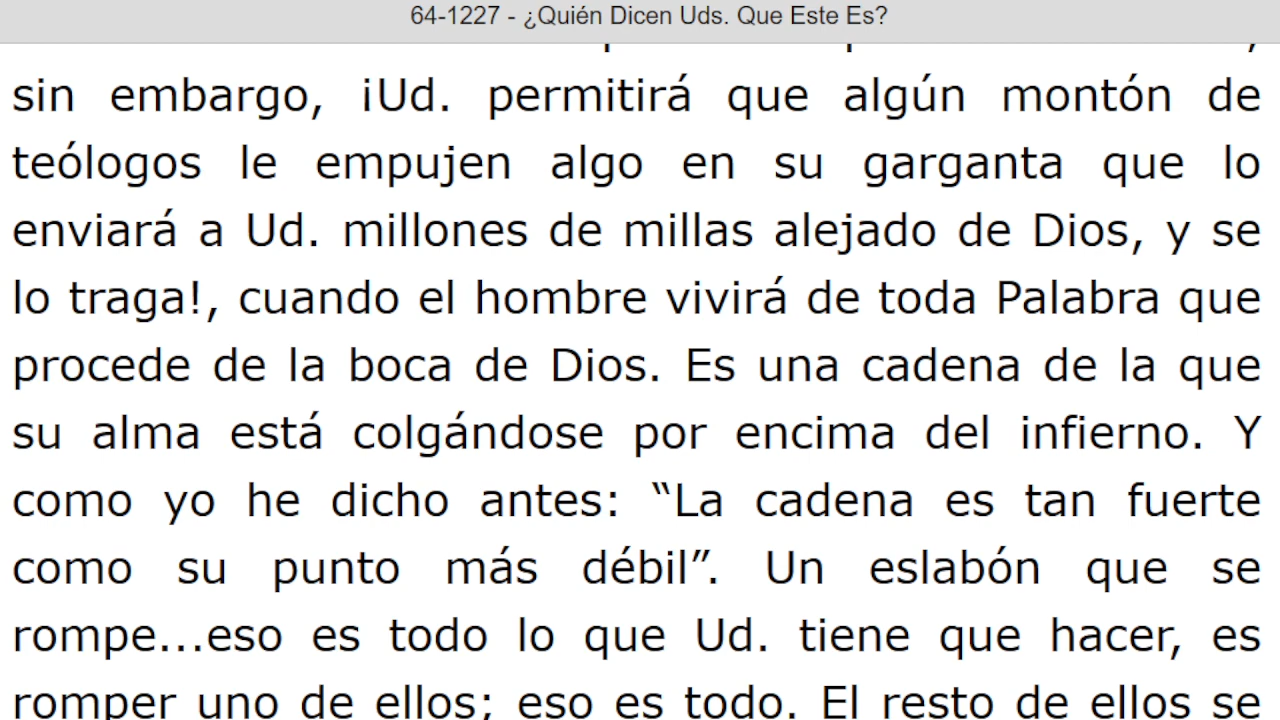 64-1227 - ¿Quién Dicen Uds. Que Este Es?
sin embargo, ¡Ud. permitirá que algún montón de
teólogos le empujen algo en su garganta que lo
enviará a Ud. millones de millas alejado de Dios, y se
lo traga!, cuando el hombre vivirá de toda Palabra que
procede de la boca de Dios. Es una cadena de la que
su alma está colgándose por encima del infierno. Y
como yo he dicho antes: “La cadena es tan fuerte
como su punto más débil”. Un eslabón que se
rompe...eso es todo lo que Ud. tiene que hacer, es
romper uno de ellos; eso es todo. El resto de ellos se